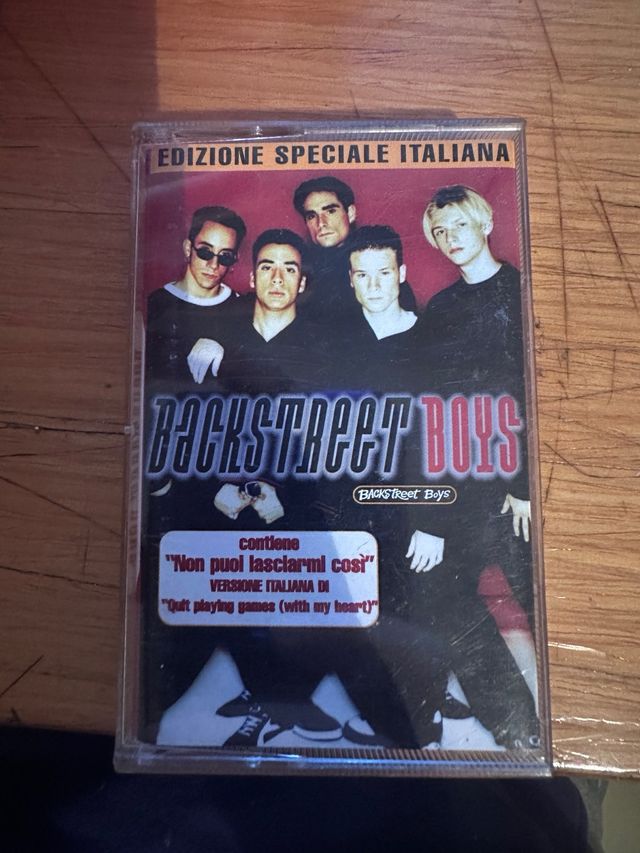 EDIZIONE SPECIALE ITALIANA
BackSTReeT BOYS
BackStreet Boys
contiene
"Non puoi lasciarmi così"
VERSIONE ITALIANA DI
"Quit playing games (with my heart)"